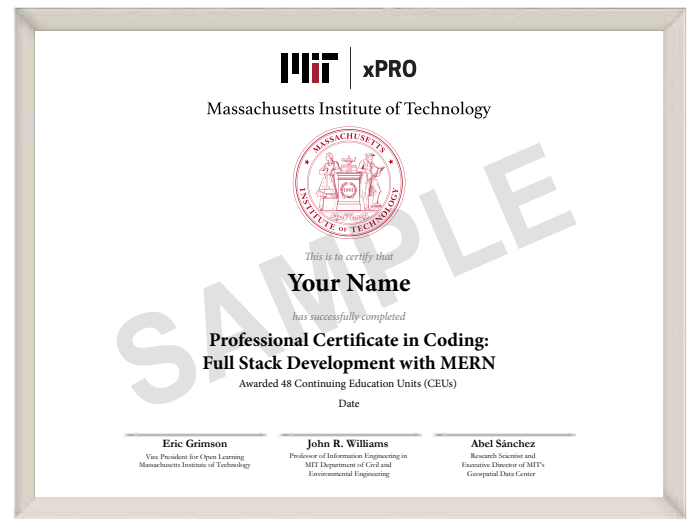 MIT xPRO
Massachusetts Institute of Technology
MASSACHUSETTS
INSTITUTE OF TECHNOLOGY
1861
SAMPLE
This is to certify that
Your Name
has successfully completed
Professional Certificate in Coding:
Full Stack Development with MERN
Awarded 48 Continuing Education Units (CEUs)
Date
Eric Grimson
Vice President for Open Learning
Massachusetts Institute of Technology
John R. Williams
Professor of Information Engineering in
MIT Department of Civil and
Environmental Engineering
Abel Sánchez
Research Scientist and
Executive Director of MIT's
Geospatial Data Center